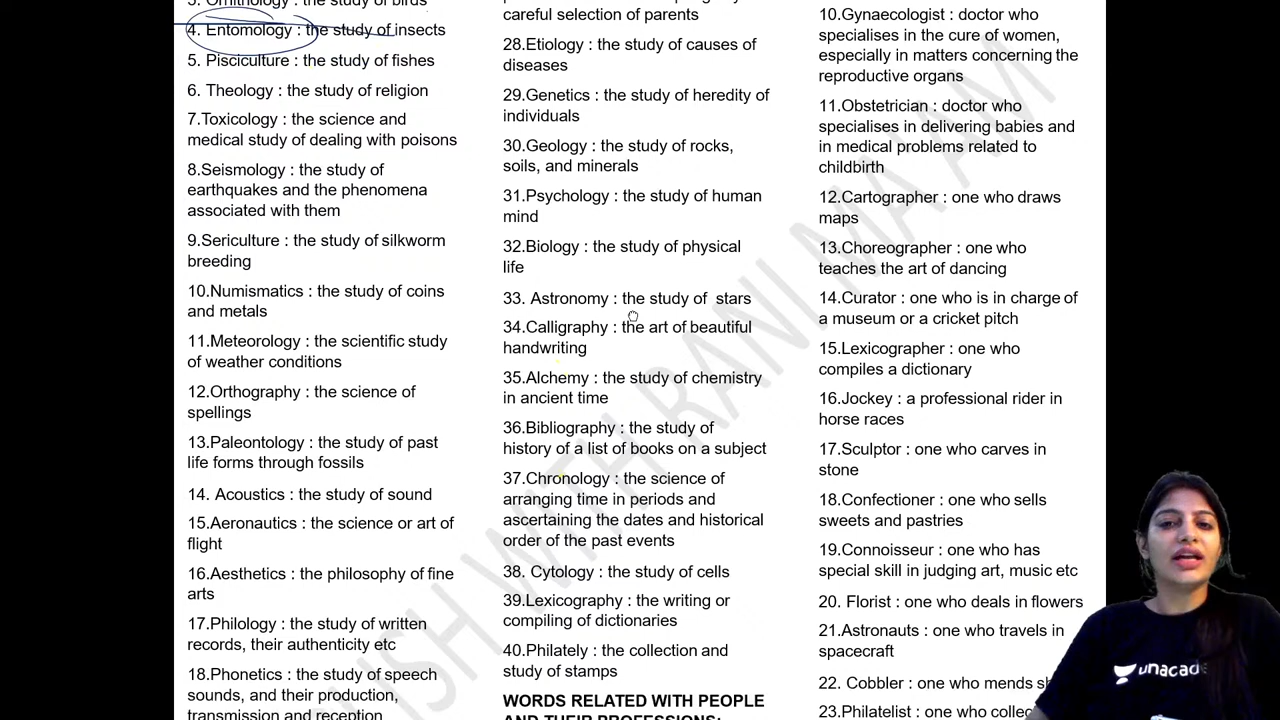 3. Ornithology : the study of birds
4. Entomology : the study of insects
5. Pisciculture : the study of fishes
6. Theology : the study of religion
7.Toxicology : the science and
medical study of dealing with poisons
8.Seismology : the study of
earthquakes and the phenomena
associated with them
9.Sericulture : the study of silkworm
breeding
10.Numismatics : the study of coins
and metals
11.Meteorology : the scientific study
of weather conditions
12.Orthography : the science of
spellings
13.Paleontology : the study of past
life forms through fossils
14. Acoustics : the study of sound
15.Aeronautics : the science or art of
flight
16.Aesthetics : the philosophy of fine
arts
17.Philology : the study of written
records, their authenticity etc
18.Phonetics : the study of speech
sounds, and their production,
transmission and reception
careful selection of parents
28.Etiology : the study of causes of
diseases
29.Genetics : the study of heredity of
individuals
30.Geology : the study of rocks,
soils, and minerals
31.Psychology : the study of human
mind
32.Biology : the study of physical
life
33. Astronomy : the study of stars
34.Calligraphy : the art of beautiful
handwriting
35.Alchemy : the study of chemistry
in ancient time
36.Bibliography : the study of
history of a list of books on a subject
37.Chronology : the science of
arranging time in periods and
ascertaining the dates and historical
order of the past events
38. Cytology : the study of cells
39.Lexicography : the writing or
compiling of dictionaries
40.Philately : the collection and
study of stamps
WORDS RELATED WITH PEOPLE
AND THEIR PROFESSIONS:
10.Gynaecologist : doctor who
specialises in the cure of women,
especially in matters concerning the
reproductive organs
11.Obstetrician : doctor who
specialises in delivering babies and
in medical problems related to
childbirth
12.Cartographer : one who draws
maps
13.Choreographer : one who
teaches the art of dancing
14.Curator : one who is in charge of
a museum or a cricket pitch
15.Lexicographer : one who
compiles a dictionary
16.Jockey : a professional rider in
horse races
17.Sculptor : one who carves in
stone
18.Confectioner : one who sells
sweets and pastries
19.Connoisseur : one who has
special skill in judging art, music etc
20. Florist : one who deals in flowers
21.Astronauts : one who travels in
spacecraft
22. Cobbler : one who mends
23.Philatelist : one who
WITH RANI MA'AM
unacade